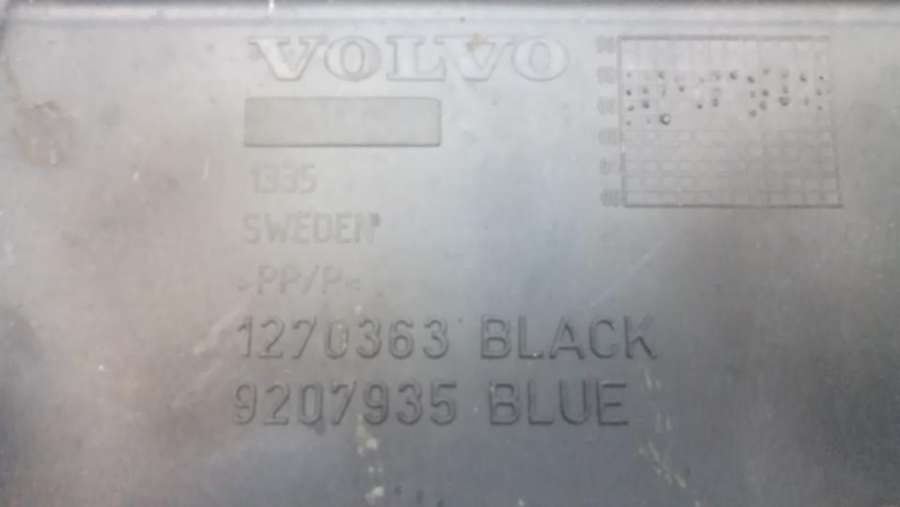 VOLVO
1335
SWEDEN
>PP/P<
1270363 BLACK
9207935 BLUE